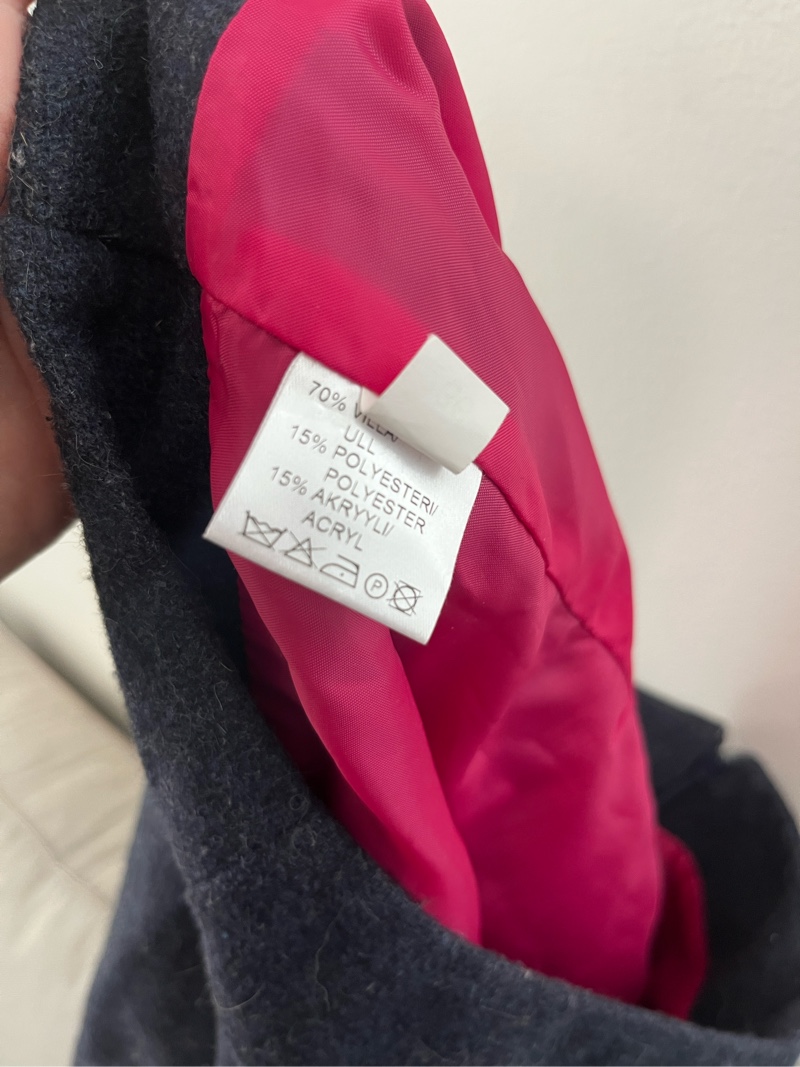 70% VILLA/
ULL
15% POLYESTERI/
POLYESTER
15% AKRYYLI/
ACRYL
P